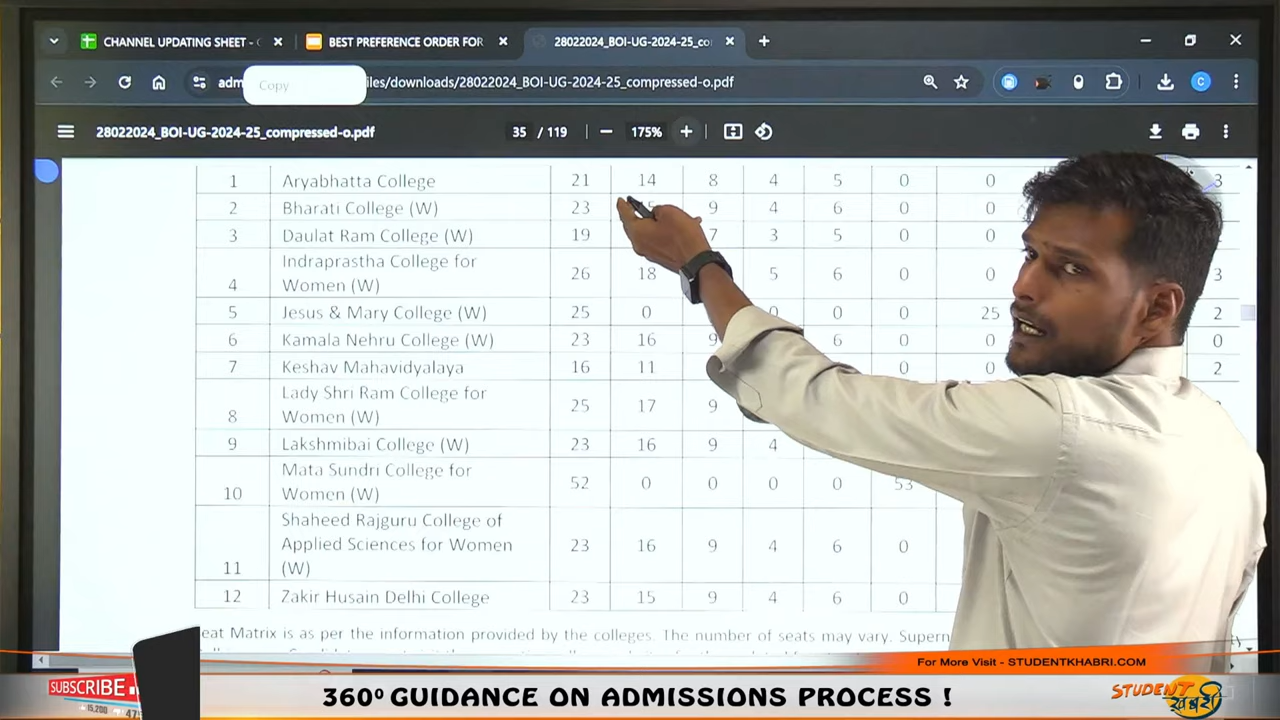 CHANNEL UPDATING SHEET -
BEST PREFERENCE ORDER FOR
28022024_BOI-UG-2024-25_co
adm
Copy
iles/downloads/28022024_BOI-UG-2024-25_compressed-o.pdf
C
28022024_BOI-UG-2024-25_compressed-o.pdf
35 / 119
175%
1 Aryabhatta College 21 14 8 4 5 0 0 3
2 Bharati College (W) 23 9 4 6 0 0
3 Daulat Ram College (W) 19 7 3 5 0 0
4 Indraprastha College for Women (W) 26 18 5 6 0 0 3
5 Jesus & Mary College (W) 25 0 0 0 0 25 2
6 Kamala Nehru College (W) 23 16 9 6 0 0 0
7 Keshav Mahavidyalaya 16 11 0 0 2
8 Lady Shri Ram College for Women (W) 25 17 9
9 Lakshmibai College (W) 23 16 9 4
10 Mata Sundri College for Women (W) 52 0 0 0 0 53
11 Shaheed Rajguru College of Applied Sciences for Women (W) 23 16 9 4 6 0
12 Zakir Husain Delhi College 23 15 9 4 6 0
eat Matrix is as per the information provided by the colleges. The number of seats may vary. Supern
For More Visit - STUDENTKHABRI.COM
SUBSCRIBE
15,200
360⁰ GUIDANCE ON ADMISSIONS PROCESS !
STUDENT
खबरी